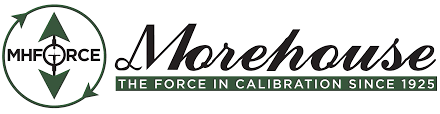 MHFORCE
Morehouse
THE FORCE IN CALIBRATION SINCE 1925